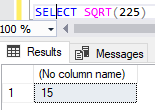 SELECT SQRT(225)
100 %
Results Messages
(No column name)
1 15